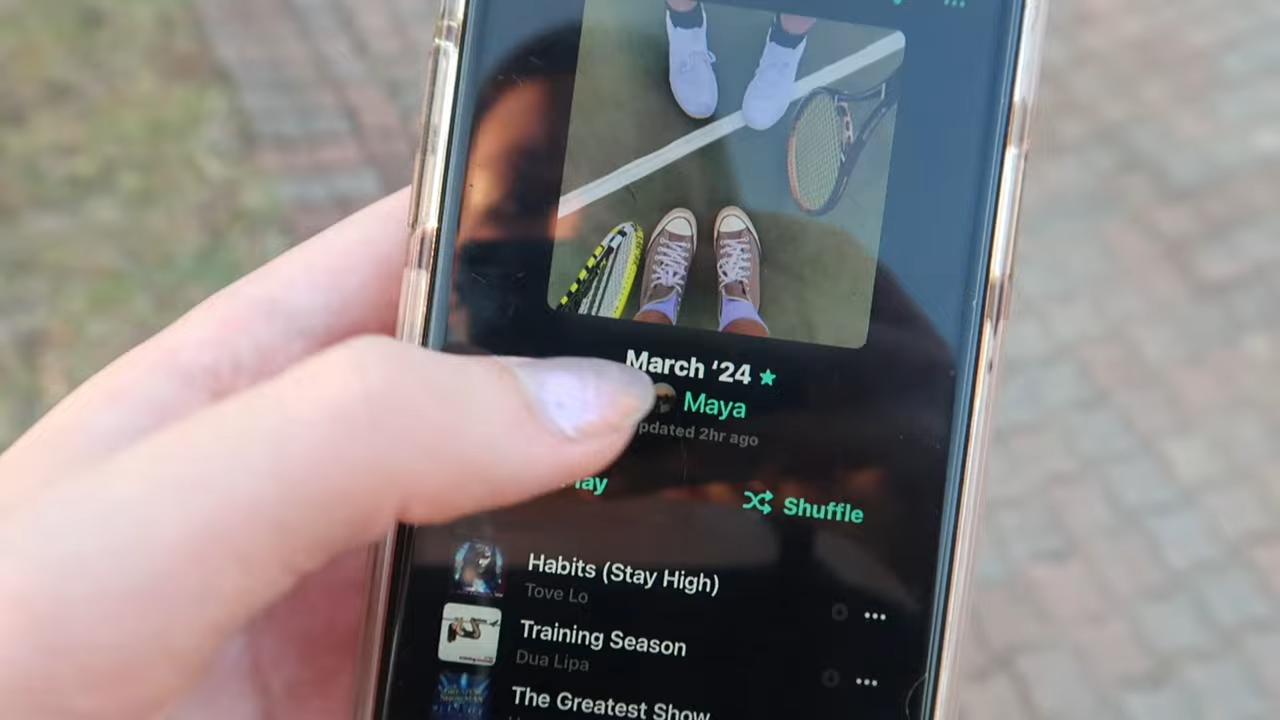 March ‘24 ★
Maya
pdated 2hr ago
lay
Shuffle
Habits (Stay High)
Tove Lo
Training Season
Dua Lipa
The Greatest Show